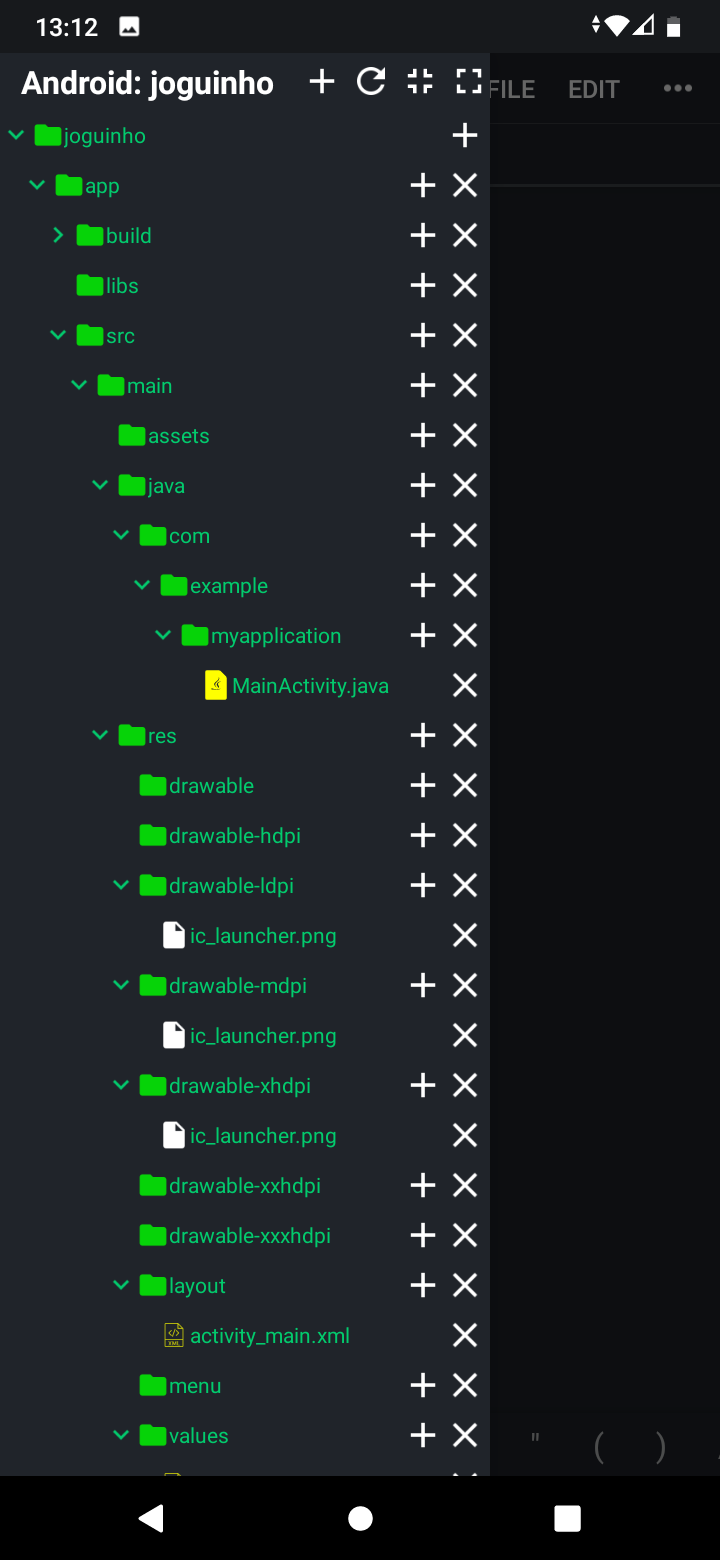 13:12
Android: joguinho
FILE EDIT
joguinho
app
build
libs
src
main
assets
java
com
example
myapplication
MainActivity.java
res
drawable
drawable-hdpi
drawable-ldpi
ic_launcher.png
drawable-mdpi
ic_launcher.png
drawable-xhdpi
ic_launcher.png
drawable-xxhdpi
drawable-xxxhdpi
layout
activity_main.xml
menu
values
" ( )